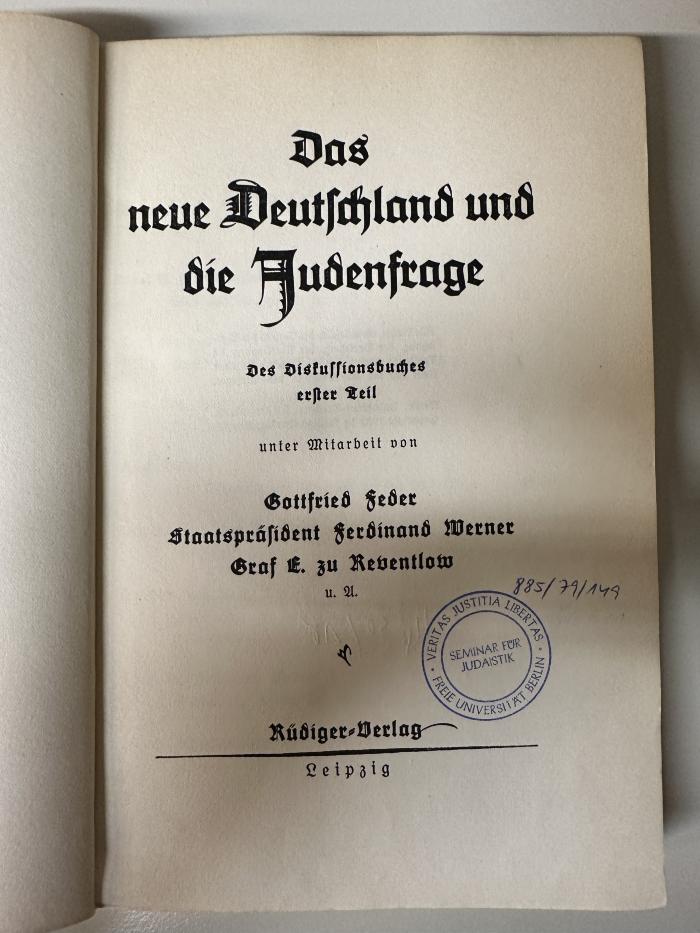 Das
neue Deutschland und
die Judenfrage
Des Diskussionsbuches
erster Teil
unter Mitarbeit von
Gottfried Feder
Staatspräsident Ferdinand Werner
Graf E. zu Reventlow
u. A.
885/79/149
VERITAS JUSTITIA LIBERTAS
SEMINAR FÜR
JUDAISTIK
FREIE UNIVERSITÄT BERLIN
Rüdiger-Verlag
Leipzig